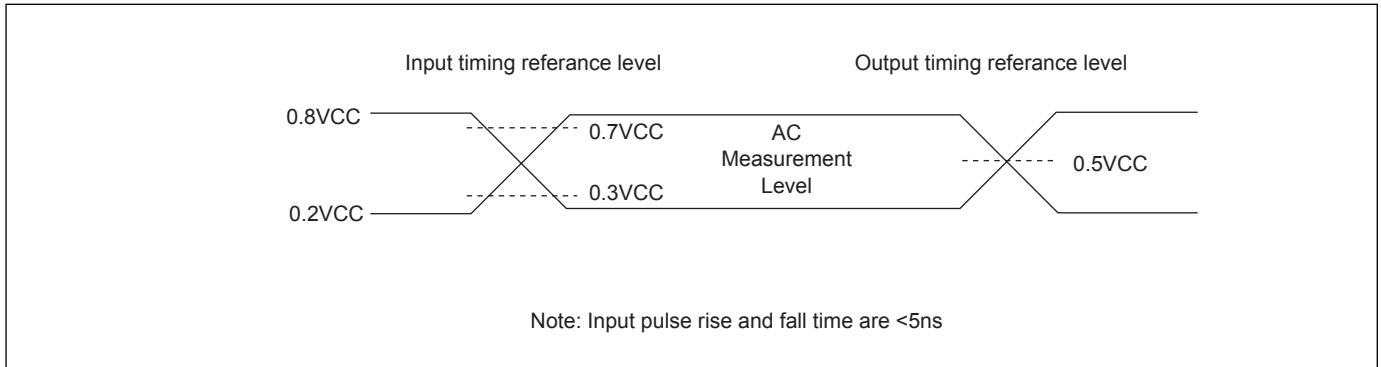 Input timing referance level
Output timing referance level
0.8VCC
0.7VCC
AC
Measurement
Level
0.5VCC
0.3VCC
0.2VCC
Note: Input pulse rise and fall time are <5ns